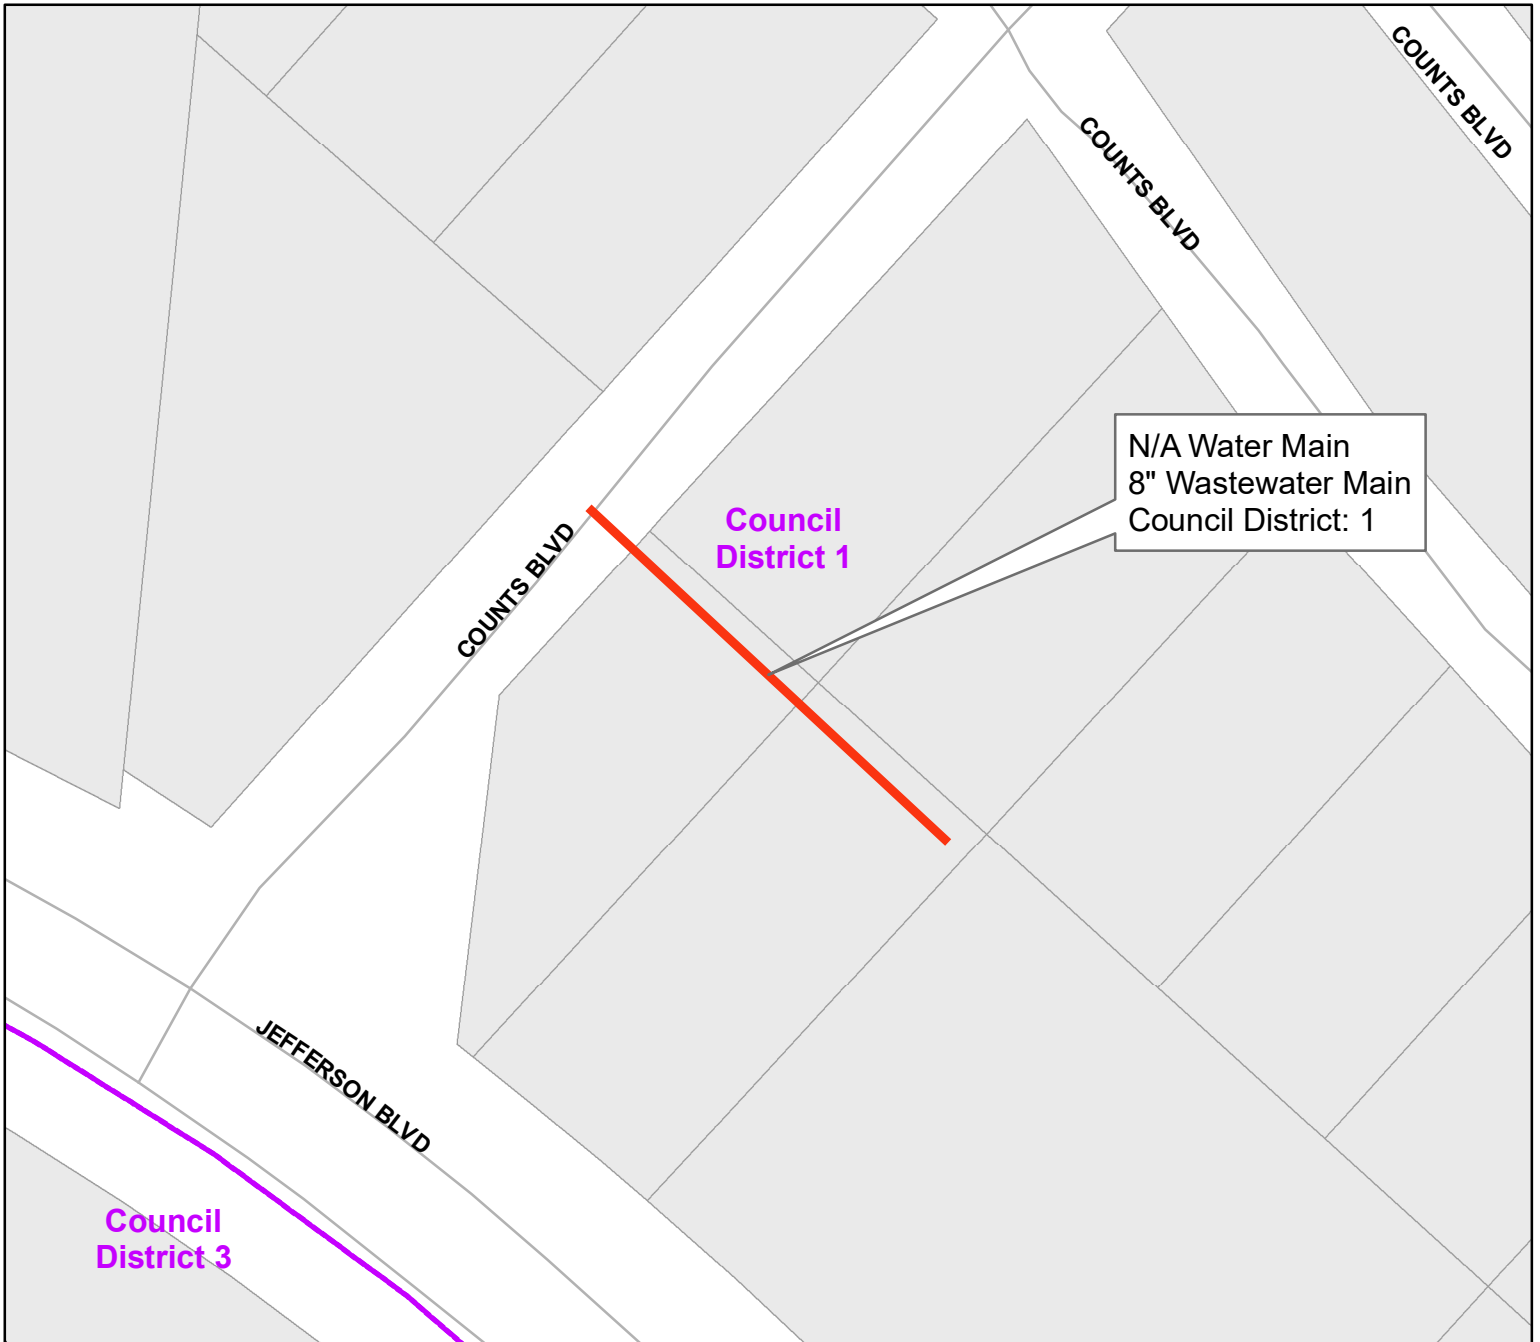 COUNTS BLVD
COUNTS BLVD
N/A Water Main
8" Wastewater Main
Council District: 1
Council
District 1
COUNTS BLVD
JEFFERSON BLVD
Council
District 3